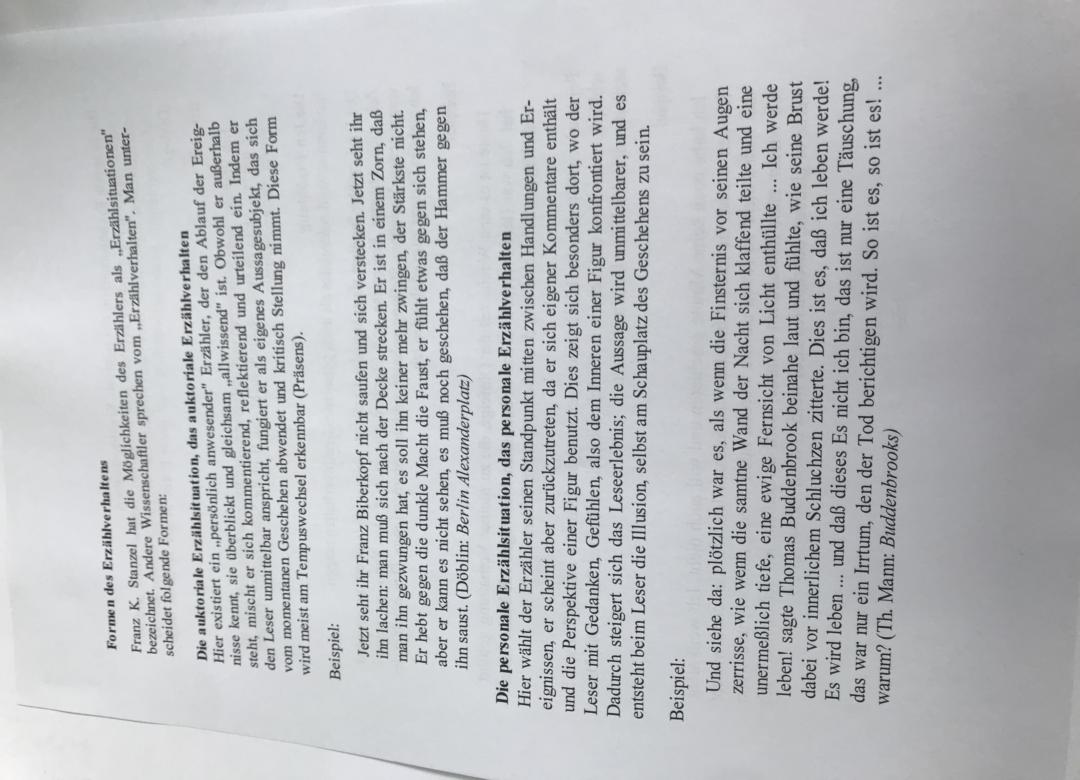 Formen des Erzählverhaltens
Franz K. Stanzel hat die Möglichkeiten des Erzählers als „Erzählsituationen"
bezeichnet. Andere Wissenschaftler sprechen vom „Erzählverhalten". Man unter-
scheidet folgende Formen:
Die auktoriale Erzählsituation, das auktoriale Erzählverhalten
Hier existiert ein „persönlich anwesender" Erzähler, der den Ablauf der Ereig-
nisse kennt, sie überblickt und gleichsam „allwissend" ist. Obwohl er außerhalb
steht, mischt er sich kommentierend, reflektierend und urteilend ein. Indem er
den Leser unmittelbar anspricht, fungiert er als eigenes Aussagesubjekt, das sich
vom momentanen Geschehen abwendet und kritisch Stellung nimmt. Diese Form
wird meist am Tempuswechsel erkennbar (Präsens).
Beispiel:
Jetzt seht ihr Franz Biberkopf nicht saufen und sich verstecken. Jetzt seht ihr
ihn lachen: man muß sich nach der Decke strecken. Er ist in einem Zorn, daß
man ihn gezwungen hat, es soll ihn keiner mehr zwingen, der Stärkste nicht.
Er hebt gegen die dunkle Macht die Faust, er fühlt etwas gegen sich stehen,
aber er kann es nicht sehen, es muß noch geschehen, daß der Hammer gegen
ihn saust. (Döblin: Berlin Alexanderplatz)
Die personale Erzählsituation, das personale Erzählverhalten
Hier wählt der Erzähler seinen Standpunkt mitten zwischen Handlungen und Er-
eignissen, er scheint aber zurückzutreten, da er sich eigener Kommentare enthält
und die Perspektive einer Figur benutzt. Dies zeigt sich besonders dort, wo der
Leser mit Gedanken, Gefühlen, also dem Inneren einer Figur konfrontiert wird.
Dadurch steigert sich das Leseerlebnis; die Aussage wird unmittelbarer, und es
entsteht beim Leser die Illusion, selbst am Schauplatz des Geschehens zu sein.
Beispiel:
Und siehe da: plötzlich war es, als wenn die Finsternis vor seinen Augen
zerrisse, wie wenn die samtne Wand der Nacht sich klaffend teilte und eine
unermeßlich tiefe, eine ewige Fernsicht von Licht enthüllte ... Ich werde
leben! sagte Thomas Buddenbrook beinahe laut und fühlte, wie seine Brust
dabei vor innerlichem Schluchzen zitterte. Dies ist es, daß ich leben werde!
Es wird leben ... und daß dieses Es nicht ich bin, das ist nur eine Täuschung,
das war nur ein Irrtum, den der Tod berichtigen wird. So ist es, so ist es! ...
warum? (Th. Mann: Buddenbrooks)